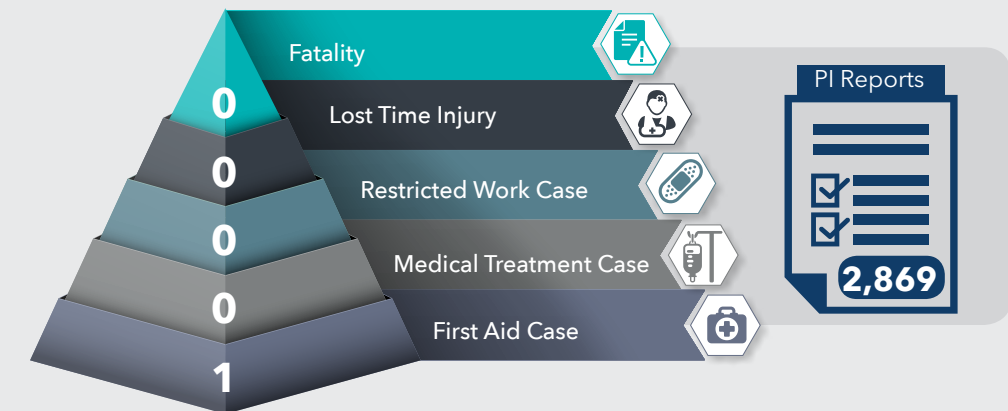 Fatality
0
Lost Time Injury
0
Restricted Work Case
0
Medical Treatment Case
0
First Aid Case
1
PI Reports
2,869